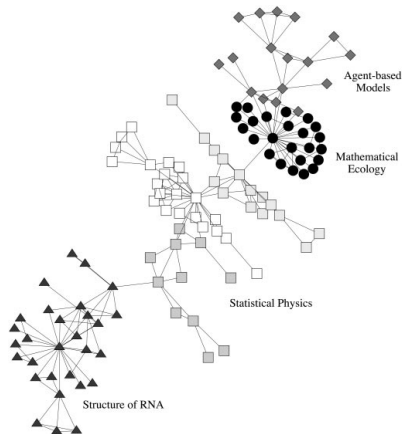 Agent-based
Models
Mathematical
Ecology
Statistical Physics
Structure of RNA